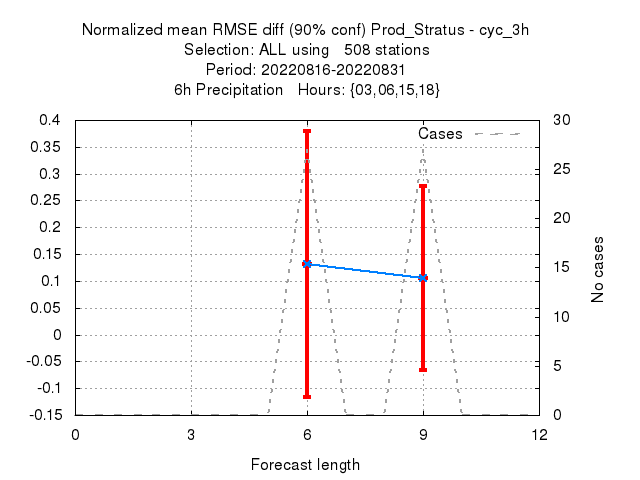 Normalized mean RMSE diff (90% conf) Prod_Stratus - cyc_3h
Selection: ALL using   508 stations
Period: 20220816-20220831
6h Precipitation   Hours: {03,06,15,18}
Cases
0.4
0.35
0.3
0.25
0.2
0.15
0.1
0.05
0
-0.05
-0.1
-0.15
30
25
20
15
10
5
0
No cases
0 3 6 9 12
Forecast length